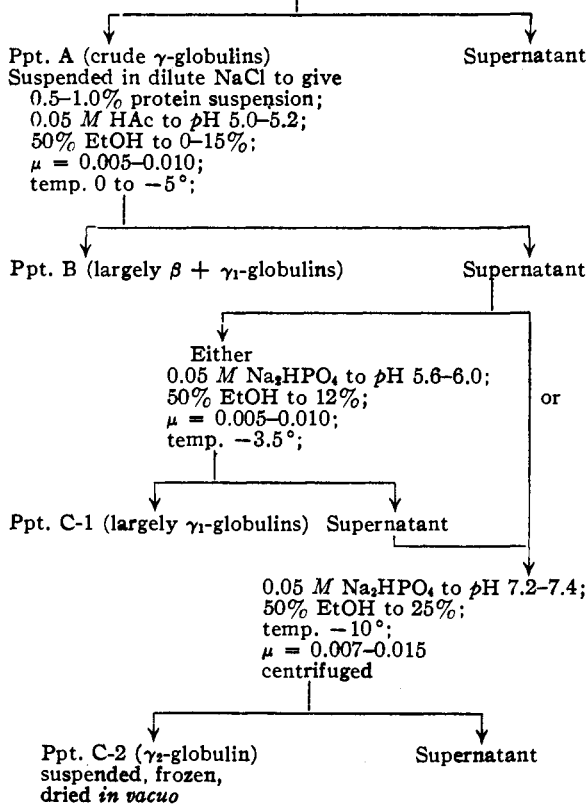 Ppt. A (crude γ-globulins) Supernatant
Suspended in dilute NaCl to give
0.5–1.0% protein suspension;
0.05 M HAc to pH 5.0–5.2;
50% EtOH to 0–15%;
μ = 0.005–0.010;
temp. 0 to −5°;
Ppt. B (largely β + γ₁-globulins) Supernatant
Either
0.05 M Na₂HPO₄ to pH 5.6–6.0;
50% EtOH to 12%; or
μ = 0.005–0.010;
temp. −3.5°;
Ppt. C-1 (largely γ₁-globulins) Supernatant
0.05 M Na₂HPO₄ to pH 7.2–7.4;
50% EtOH to 25%;
temp. −10°;
μ = 0.007–0.015
centrifuged
Ppt. C-2 (γ₂-globulin) Supernatant
suspended, frozen,
dried in vacuo